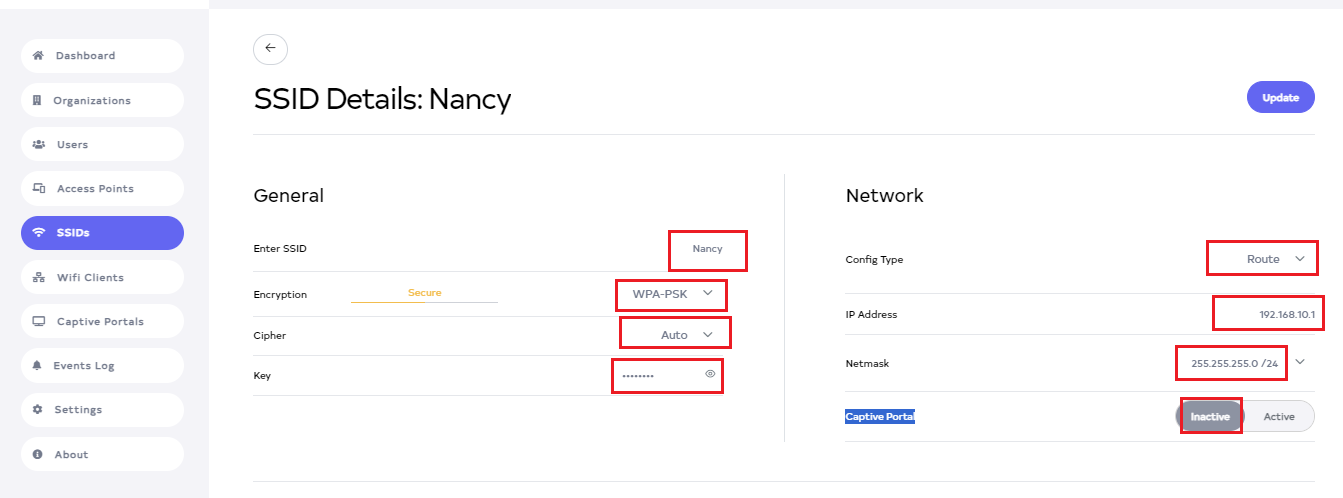 Dashboard
Organizations
Users
Access Points
SSIDs
Wifi Clients
Captive Portals
Events Log
Settings
About
SSID Details: Nancy
Update
General
Enter SSID Nancy
Encryption Secure WPA-PSK
Cipher Auto
Key ••••••••
Network
Config Type Route
IP Address 192.168.10.1
Netmask 255.255.255.0 /24
Captive Portal Inactive Active